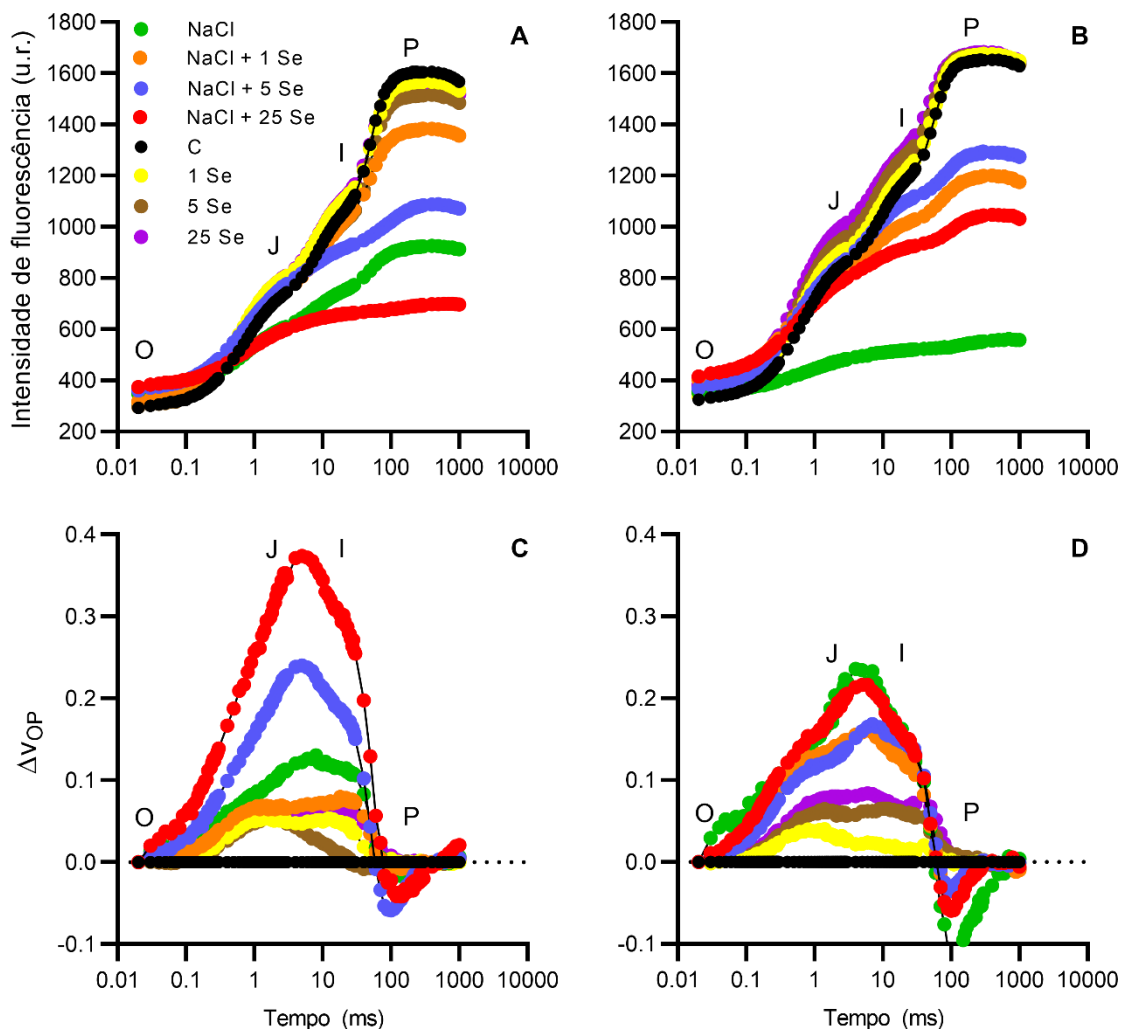 1800
1600
1400
1200
1000
800
600
400
200
Intensidade de fluorescência (u.r.)
NaCl
NaCl + 1 Se
NaCl + 5 Se
NaCl + 25 Se
C
1 Se
5 Se
25 Se
A
O
J
I
P
0.01 0.1 1 10 100 1000 10000
1800
1600
1400
1200
1000
800
600
400
200
B
O
J
I
P
0.01 0.1 1 10 100 1000 10000
0.4
0.3
0.2
0.1
0.0
-0.1
ΔVOP
C
O
J
I
P
0.01 0.1 1 10 100 1000 10000
Tempo (ms)
0.4
0.3
0.2
0.1
0.0
-0.1
D
O
J
I
P
0.01 0.1 1 10 100 1000 10000
Tempo (ms)